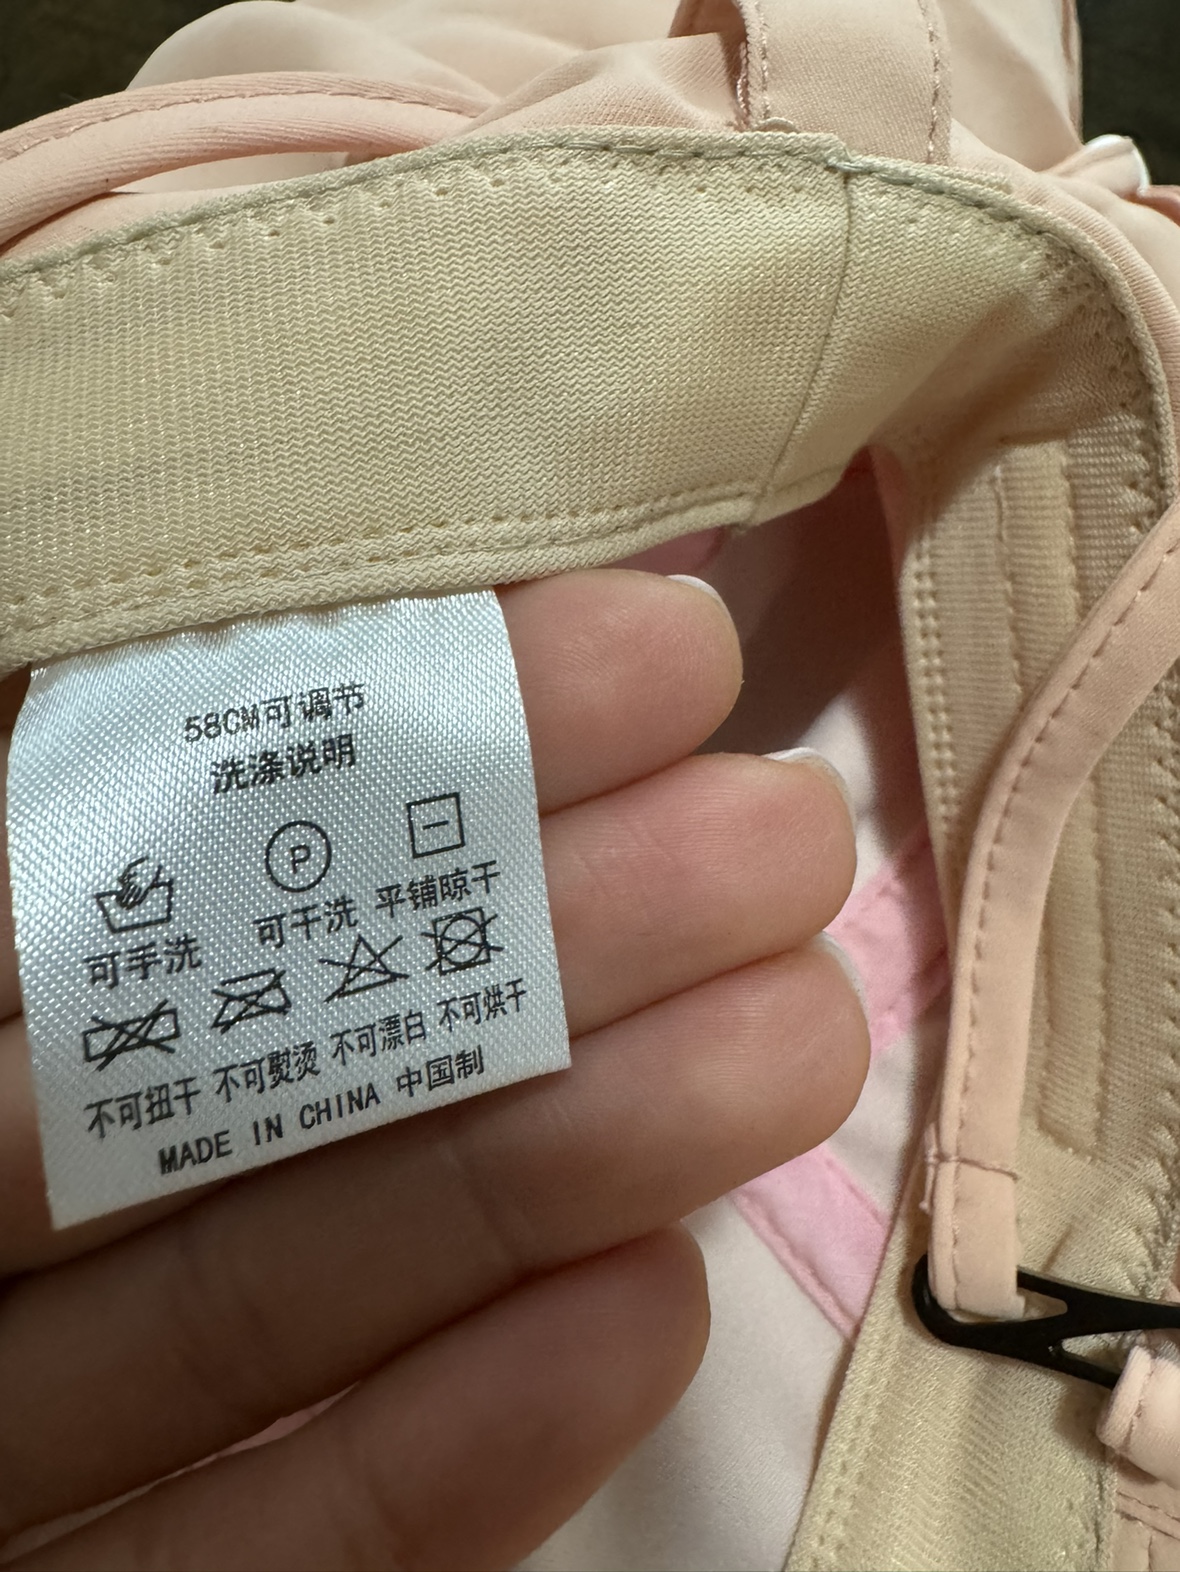 58CM可调节
洗涤说明
P
可手洗 可干洗 平铺晾干
不可扭干 不可熨烫 不可漂白 不可烘干
MADE IN CHINA 中国制